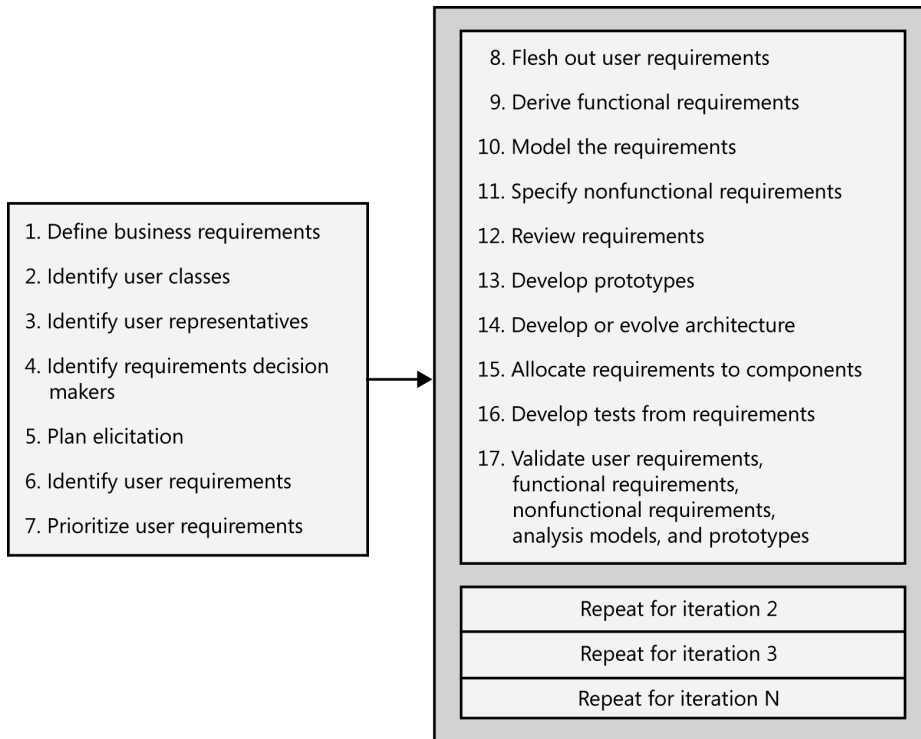 1. Define business requirements
2. Identify user classes
3. Identify user representatives
4. Identify requirements decision
makers
5. Plan elicitation
6. Identify user requirements
7. Prioritize user requirements
8. Flesh out user requirements
9. Derive functional requirements
10. Model the requirements
11. Specify nonfunctional requirements
12. Review requirements
13. Develop prototypes
14. Develop or evolve architecture
15. Allocate requirements to components
16. Develop tests from requirements
17. Validate user requirements,
functional requirements,
nonfunctional requirements,
analysis models, and prototypes
Repeat for iteration 2
Repeat for iteration 3
Repeat for iteration N